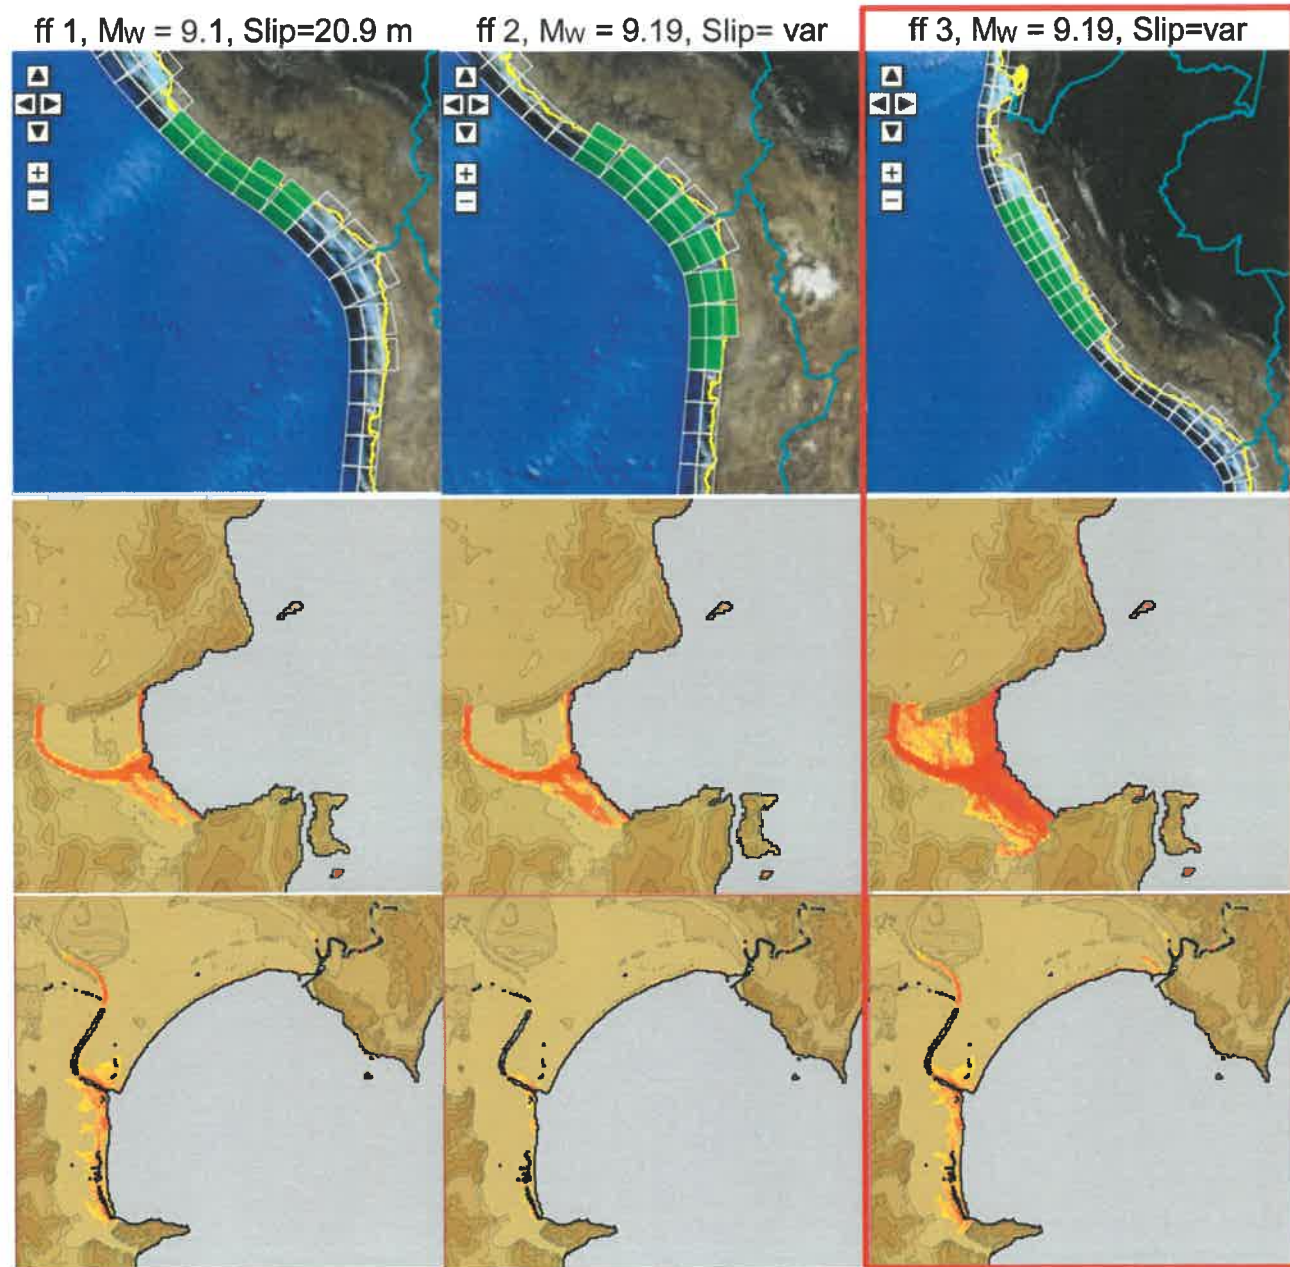 ff 1, Mw = 9.1, Slip=20.9 m
ff 2, Mw = 9.19, Slip= var
ff 3, Mw = 9.19, Slip=var